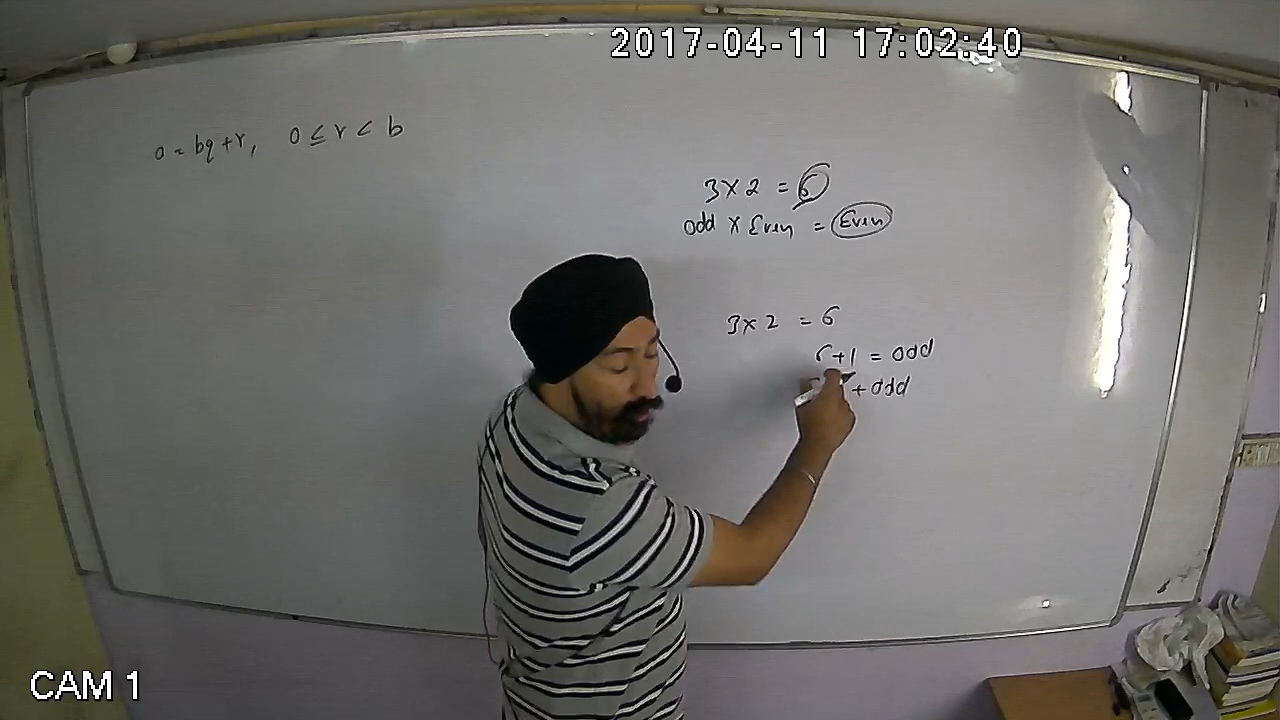 2017-04-11 17:02:40
a = bq + r, 0 ≤ r < b
3 × 2 = 6
odd × Even = Even
3 × 2 = 6
6 + 1 = odd
+ odd
CAM 1